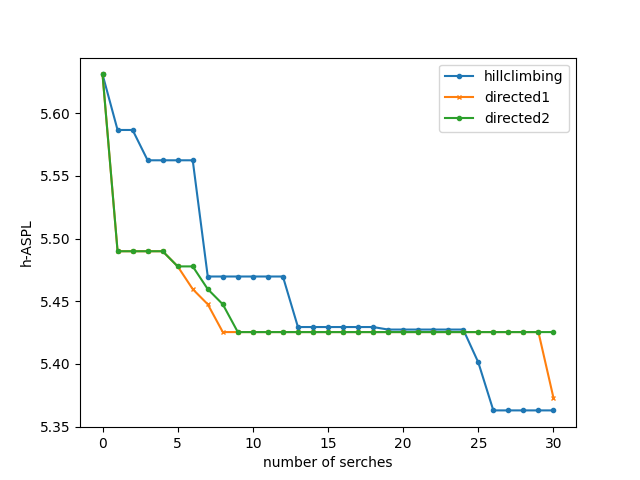 hillclimbing
directed1
directed2
5.60
5.55
5.50
5.45
5.40
5.35
h-ASPL
0 5 10 15 20 25 30
number of serches